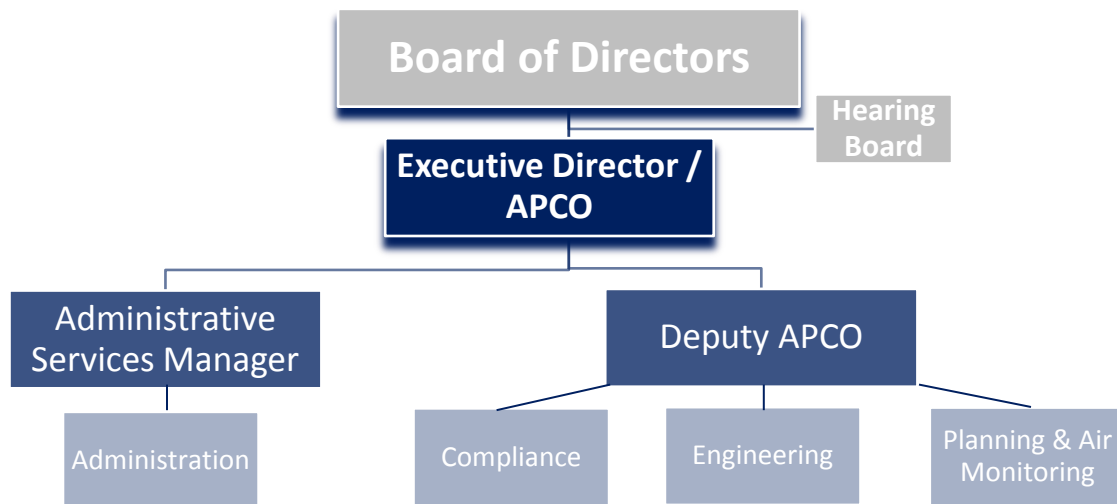 Board of Directors
Hearing
Board
Executive Director /
APCO
Administrative
Services Manager
Deputy APCO
Administration
Compliance
Engineering
Planning & Air
Monitoring